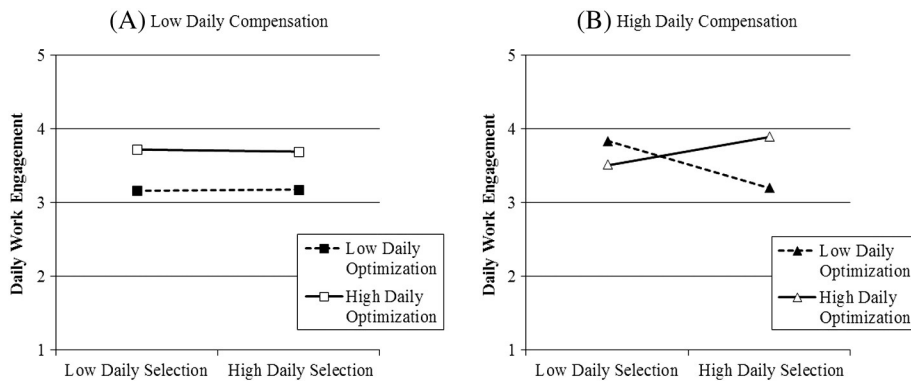 (A) Low Daily Compensation
5
4
3
2
1
Daily Work Engagement
Low Daily
Optimization
High Daily
Optimization
Low Daily Selection
High Daily Selection
(B) High Daily Compensation
5
4
3
2
1
Daily Work Engagement
Low Daily
Optimization
High Daily
Optimization
Low Daily Selection
High Daily Selection